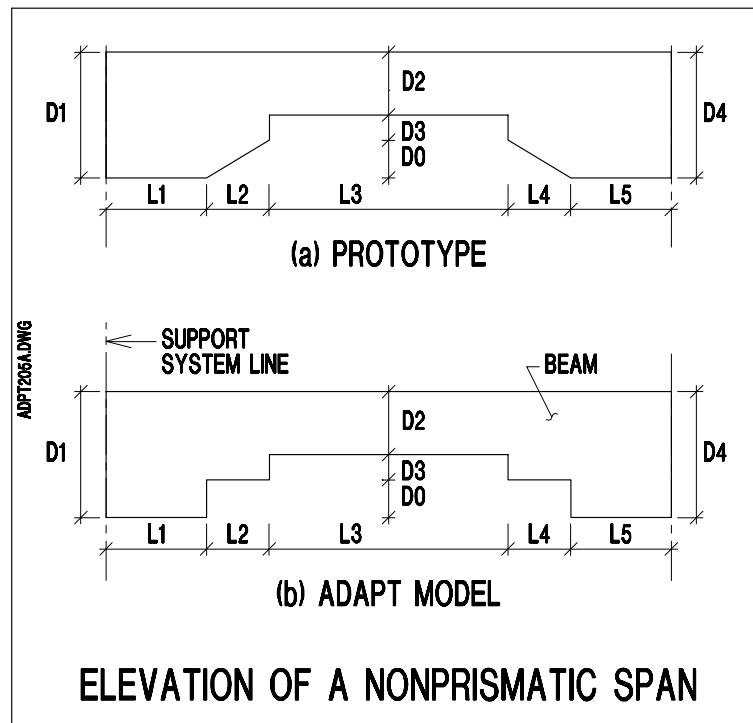 D1
D2
D3
D0
D4
L1 L2 L3 L4 L5
(a) PROTOTYPE
ADPT205A.DWG
SUPPORT
SYSTEM LINE
BEAM
D1
D2
D3
D0
D4
L1 L2 L3 L4 L5
(b) ADAPT MODEL
ELEVATION OF A NONPRISMATIC SPAN